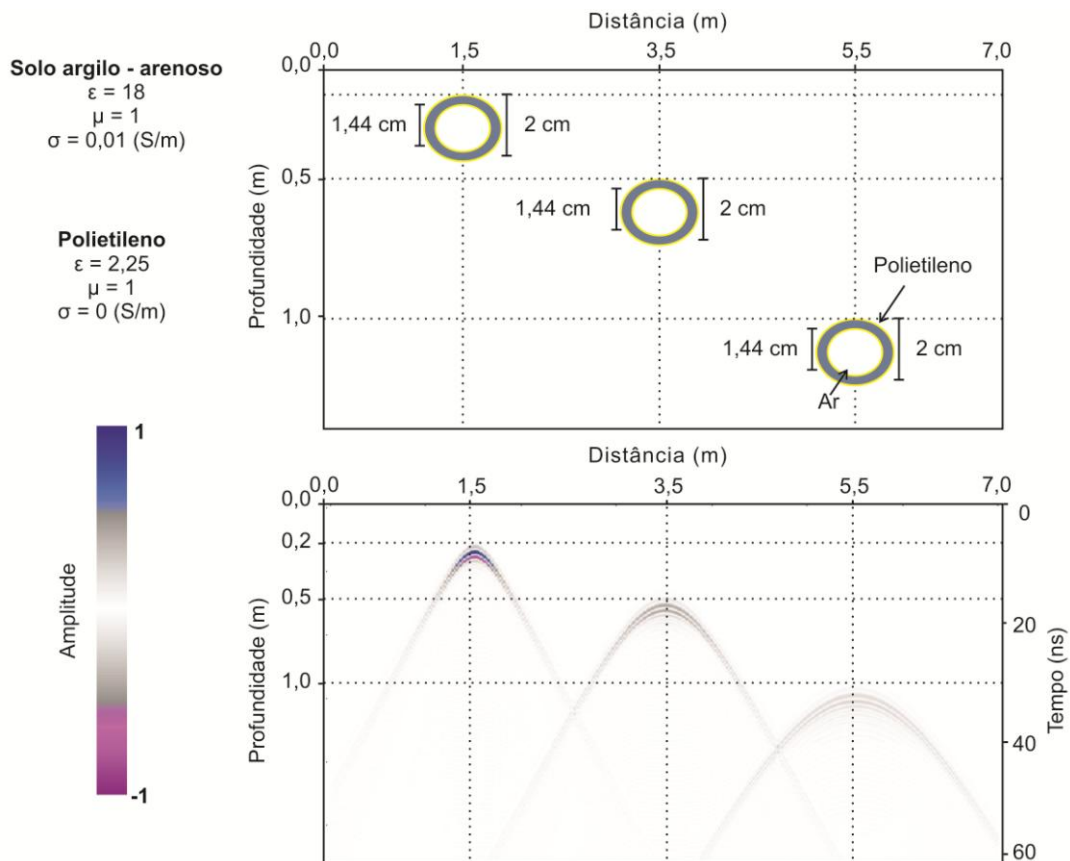 Distância (m)
0,0 1,5 3,5 5,5 7,0
0,0
Solo argilo - arenoso
ε = 18
μ = 1
σ = 0,01 (S/m)
1,44 cm 2 cm
0,5
1,44 cm 2 cm
Polietileno
ε = 2,25
μ = 1
σ = 0 (S/m)
Profundidade (m)
Polietileno
1,0
1,44 cm 2 cm
Ar
1
Amplitude
-1
Distância (m)
0,0 1,5 3,5 5,5 7,0
0,0 0
0,2
0,5
20
1,0
40
60
Profundidade (m)
Tempo (ns)